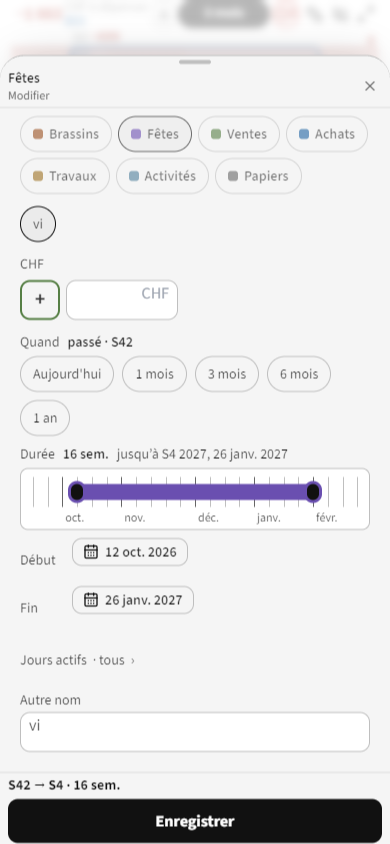 Fêtes
Modifier
Brassins Fêtes Ventes Achats
Travaux Activités Papiers
vi
CHF
+ CHF
Quand passé · S42
Aujourd'hui 1 mois 3 mois 6 mois
1 an
Durée 16 sem. jusqu'à S4 2027, 26 janv. 2027
oct. nov. déc. janv. févr.
Début 12 oct. 2026
Fin 26 janv. 2027
Jours actifs · tous ›
Autre nom
vi
S42 → S4 · 16 sem.
Enregistrer